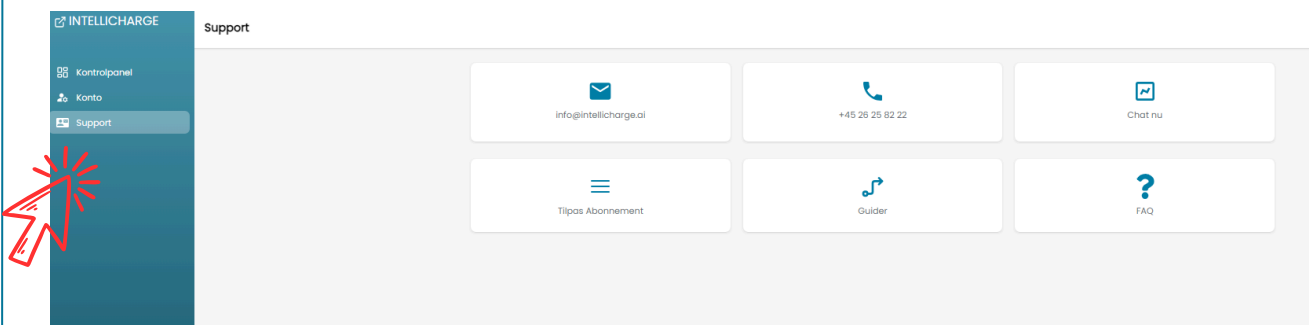 INTELLICHARGE
Support
Kontrolpanel
Konto
Support
info@intellicharge.ai
+45 26 25 82 22
Chat nu
Tilpas Abonnement
Guider
FAQ